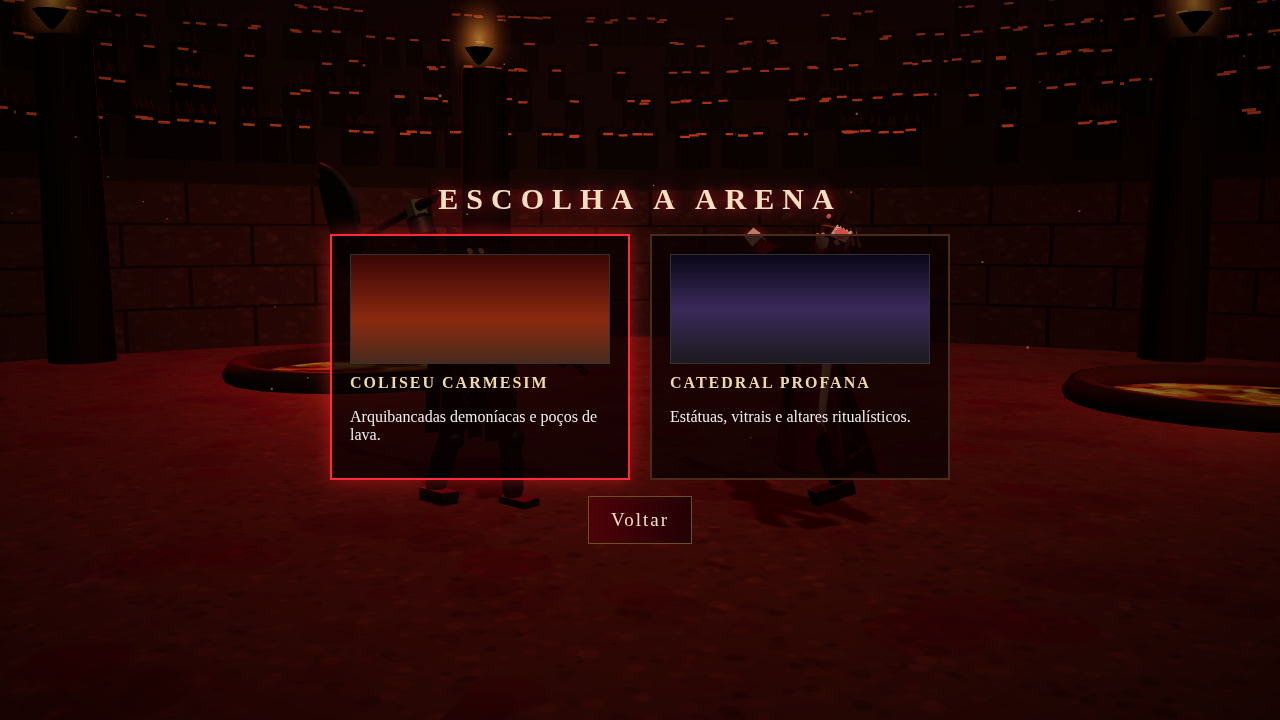 ESCOLHA A ARENA
COLISEU CARMESIM
Arquibancadas demoníacas e poços de
lava.
CATEDRAL PROFANA
Estátuas, vitrais e altares ritualísticos.
Voltar